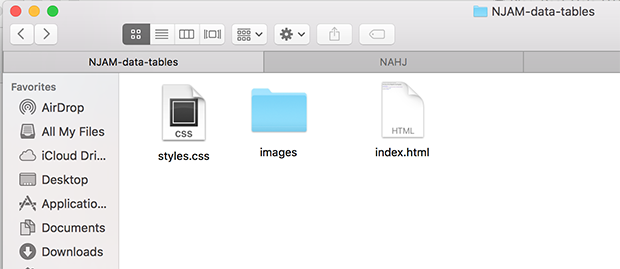 NJAM-data-tables
NJAM-data-tables
NAHJ
Favorites
AirDrop
All My Files
iCloud Dri...
Desktop
Applicatio...
Documents
Downloads
CSS
styles.css
images
HTML
index.html